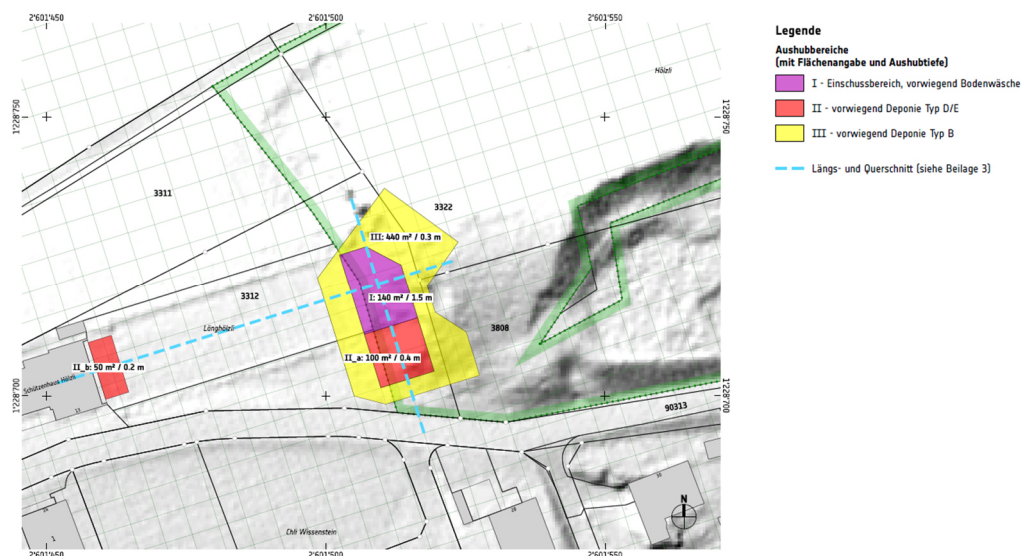 2'601'450
2'601'500
2'601'550
Legende
Aushubbereiche
(mit Flächenangabe und Aushubtiefe)
I - Einschussbereich, vorwiegend Bodenwäsche
II - vorwiegend Deponie Typ D/E
III - vorwiegend Deponie Typ B
Längs- und Querschnitt (siehe Beilage 3)
Hölzli
1'228'750
1'228'750
3311
3322
III: 440 m² / 0.3 m
3312
I: 140 m² / 1.5 m
Länghölzli
3808
II_a: 100 m² / 0.4 m
II_b: 50 m² / 0.2 m
Schützenhaus Hölzli
11
1'228'700
1'228'700
90313
N
Chli Wissenstein
1
2'601'450
2'601'500
2'601'550